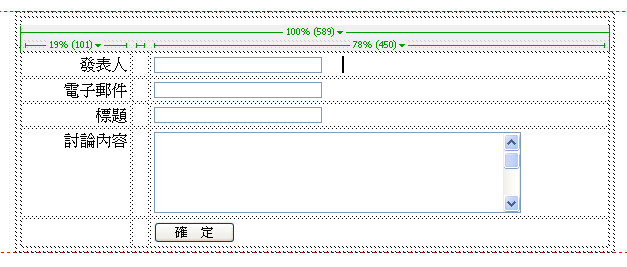 100% (589)
19% (101)
78% (450)
發表人
電子郵件
標題
討論內容
確 定